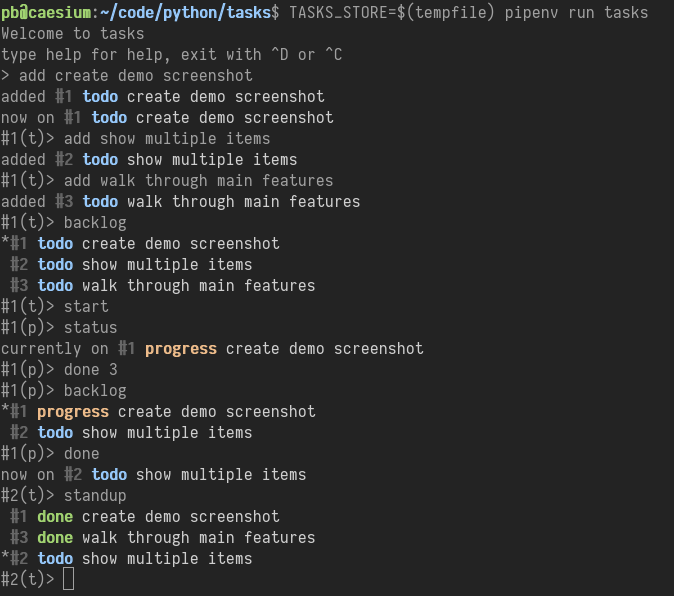 pb@caesium:~/code/python/tasks$ TASKS_STORE=$(tempfile) pipenv run tasks
Welcome to tasks
type help for help, exit with ^D or ^C
> add create demo screenshot
added #1 todo create demo screenshot
now on #1 todo create demo screenshot
#1(t)> add show multiple items
added #2 todo show multiple items
#1(t)> add walk through main features
added #3 todo walk through main features
#1(t)> backlog
*#1 todo create demo screenshot
 #2 todo show multiple items
 #3 todo walk through main features
#1(t)> start
#1(p)> status
currently on #1 progress create demo screenshot
#1(p)> done 3
#1(p)> backlog
*#1 progress create demo screenshot
 #2 todo show multiple items
#1(p)> done
now on #2 todo show multiple items
#2(t)> standup
 #1 done create demo screenshot
 #3 done walk through main features
*#2 todo show multiple items
#2(t)>